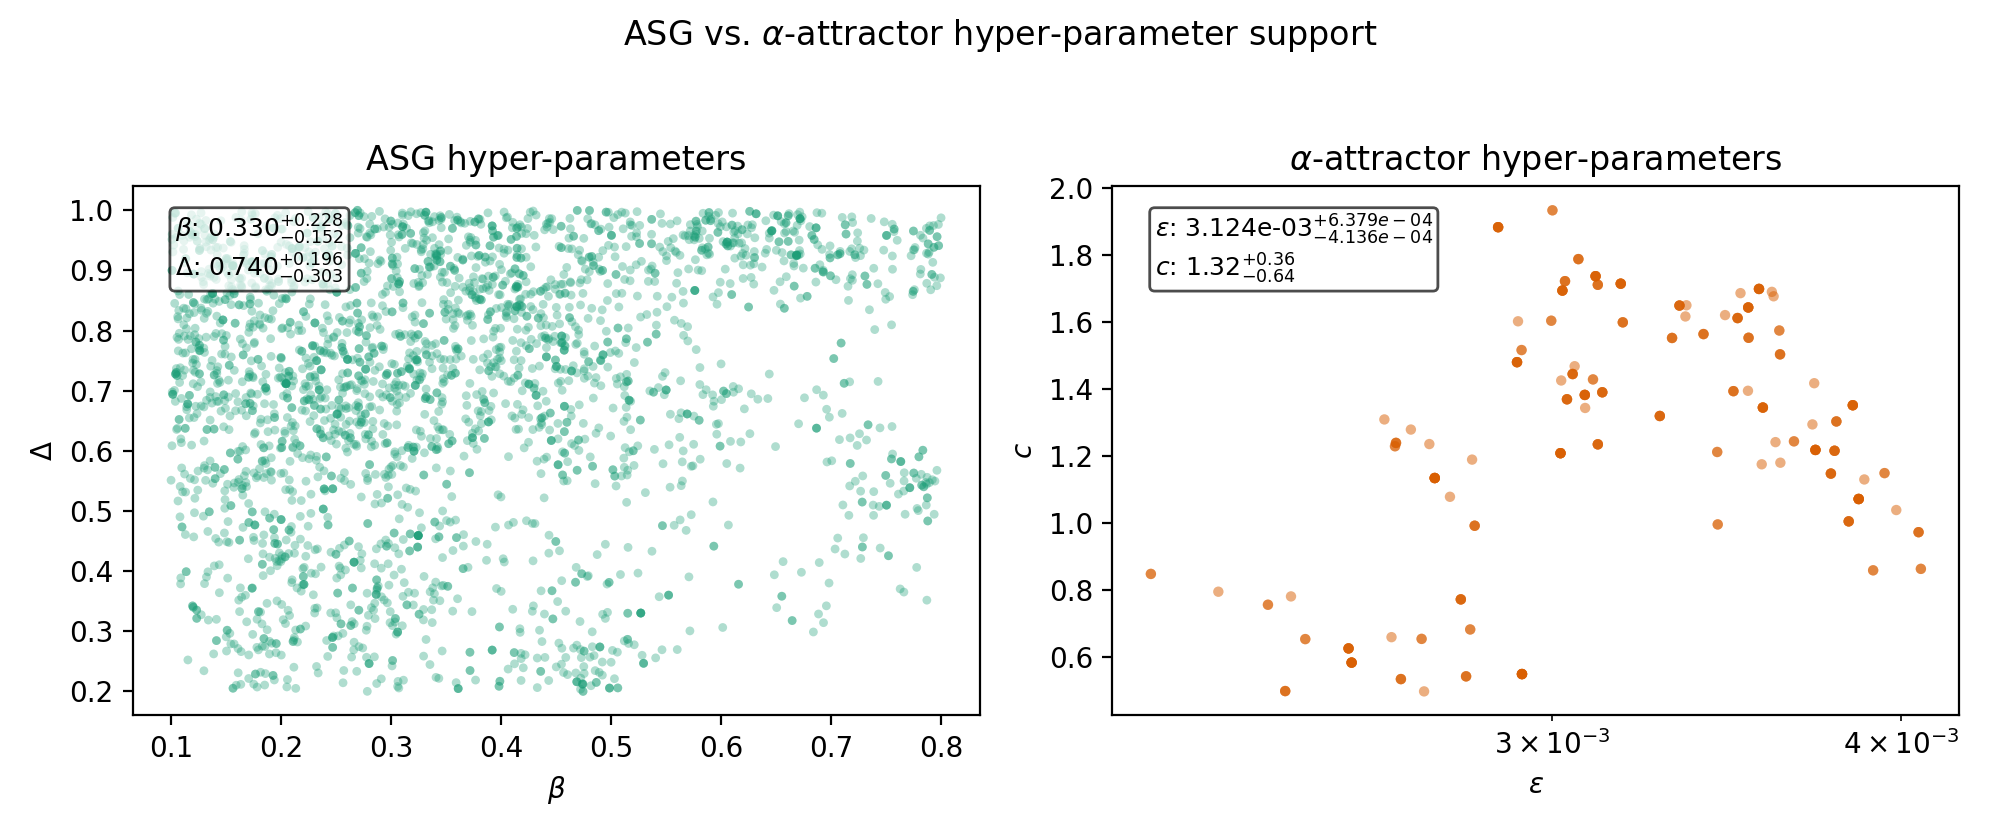 ASG vs. α-attractor hyper-parameter support
ASG hyper-parameters
β: 0.330+0.228−0.152
Δ: 0.740+0.196−0.303
1.0
0.9
0.8
0.7
0.6
0.5
0.4
0.3
0.2
Δ
0.1 0.2 0.3 0.4 0.5 0.6 0.7 0.8
β
α-attractor hyper-parameters
ε: 3.124e-03+6.379e−04−4.136e−04
c: 1.32+0.36−0.64
2.0
1.8
1.6
1.4
1.2
1.0
0.8
0.6
c
3 × 10−3 4 × 10−3
ε